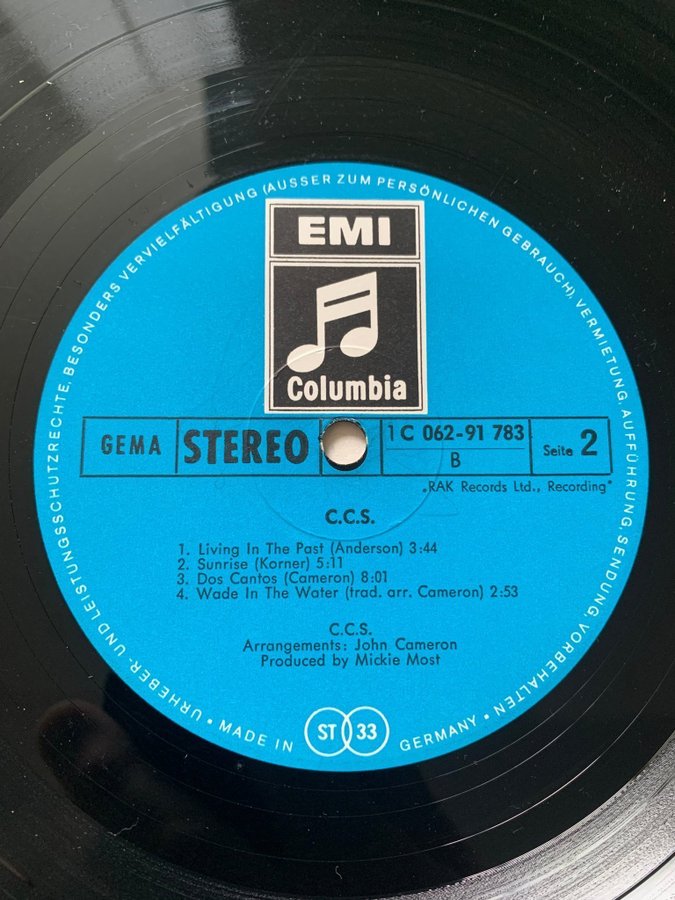 URHEBER- UND LEISTUNGSSCHUTZRECHTE, BESONDERS VERVIELFÄLTIGUNG (AUSSER ZUM PERSÖNLICHEN GEBRAUCH), VERMIETUNG, AUFFÜHRUNG, SENDUNG, VORBEHALTEN
EMI
Columbia
GEMA
STEREO
1 C 062-91 783
B
Seite 2
„RAK Records Ltd., Recording"
C.C.S.
1. Living In The Past (Anderson) 3:44
2. Sunrise (Korner) 5:11
3. Dos Cantos (Cameron) 8:01
4. Wade In The Water (trad. arr. Cameron) 2:53
C.C.S.
Arrangements: John Cameron
Produced by Mickie Most
• MADE IN
ST 33
GERMANY •